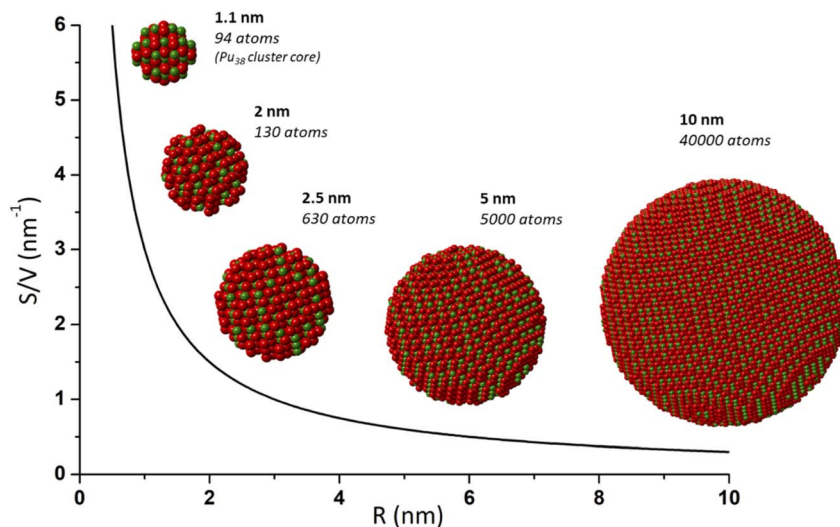 1.1 nm
94 atoms
(Pu₃₈ cluster core)
2 nm
130 atoms
2.5 nm
630 atoms
5 nm
5000 atoms
10 nm
40000 atoms
S/V (nm⁻¹)
6
5
4
3
2
1
0
0 2 4 6 8 10
R (nm)